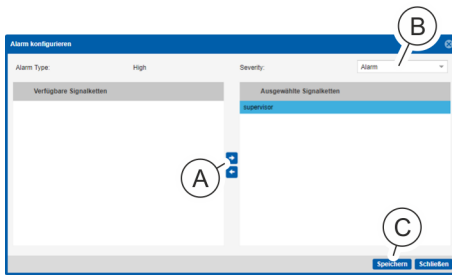 B
Alarm konfigurieren
Alarm Type: High Severity: Alarm
Verfügbare Signalketten Ausgewählte Signalketten
supervisor
A
C
Speichern Schließen